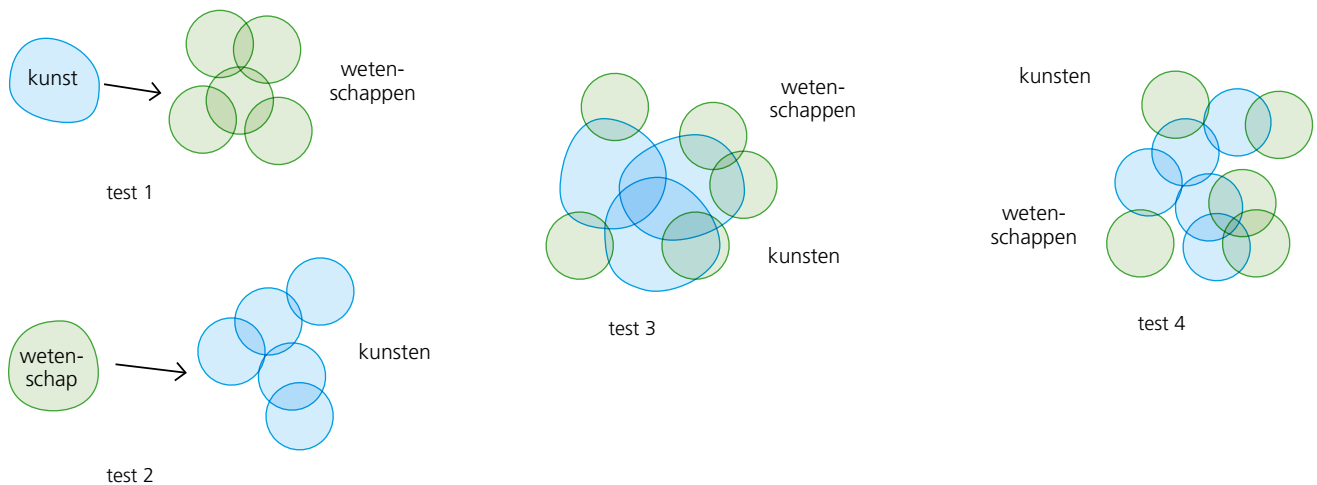 kunst
weten-
schappen
test 1
weten-
schap
kunsten
test 2
weten-
schappen
kunsten
test 3
kunsten
weten-
schappen
test 4